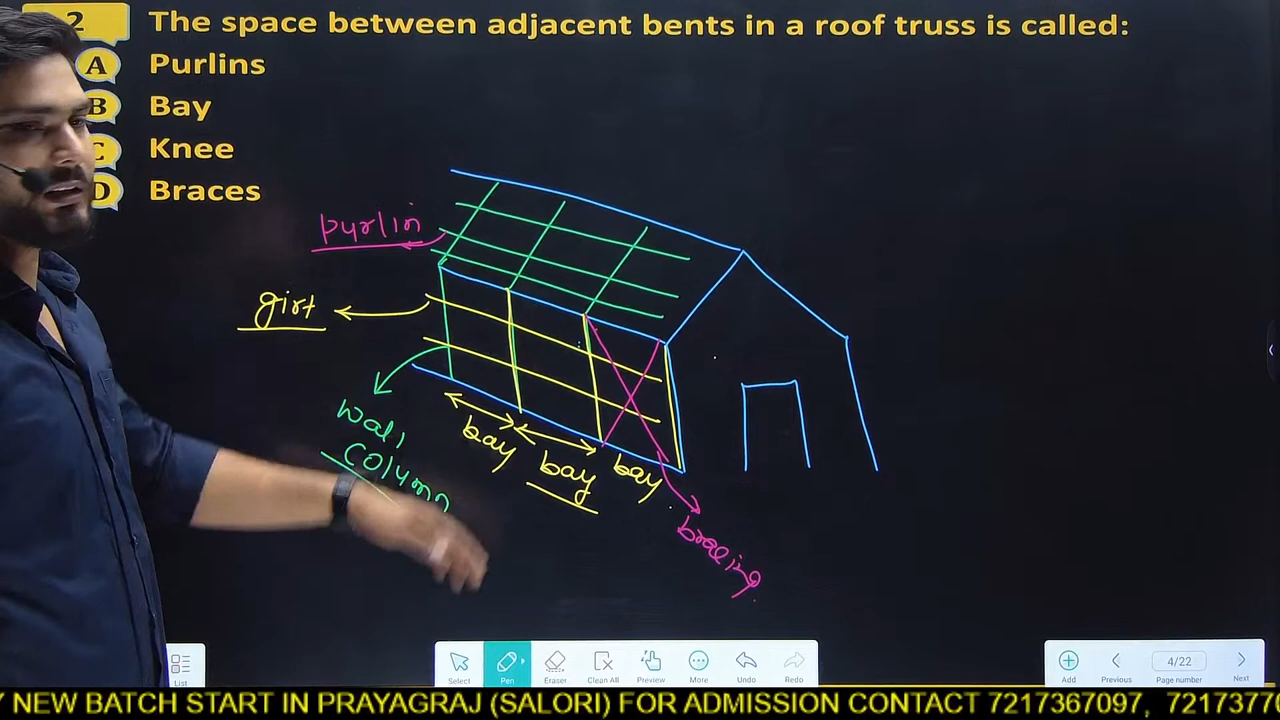 2 The space between adjacent bents in a roof truss is called:
A Purlins
B Bay
C Knee
D Braces
purlin
girt
wall
column
bay
bay
bay
bracing
List
Select
Pen
Eraser
Clean All
Preview
Undo
Redo
Add
Previous
4/22
Page number
Next
NEW BATCH START IN PRAYAGRAJ (SALORI) FOR ADMISSION CONTACT 7217367097,